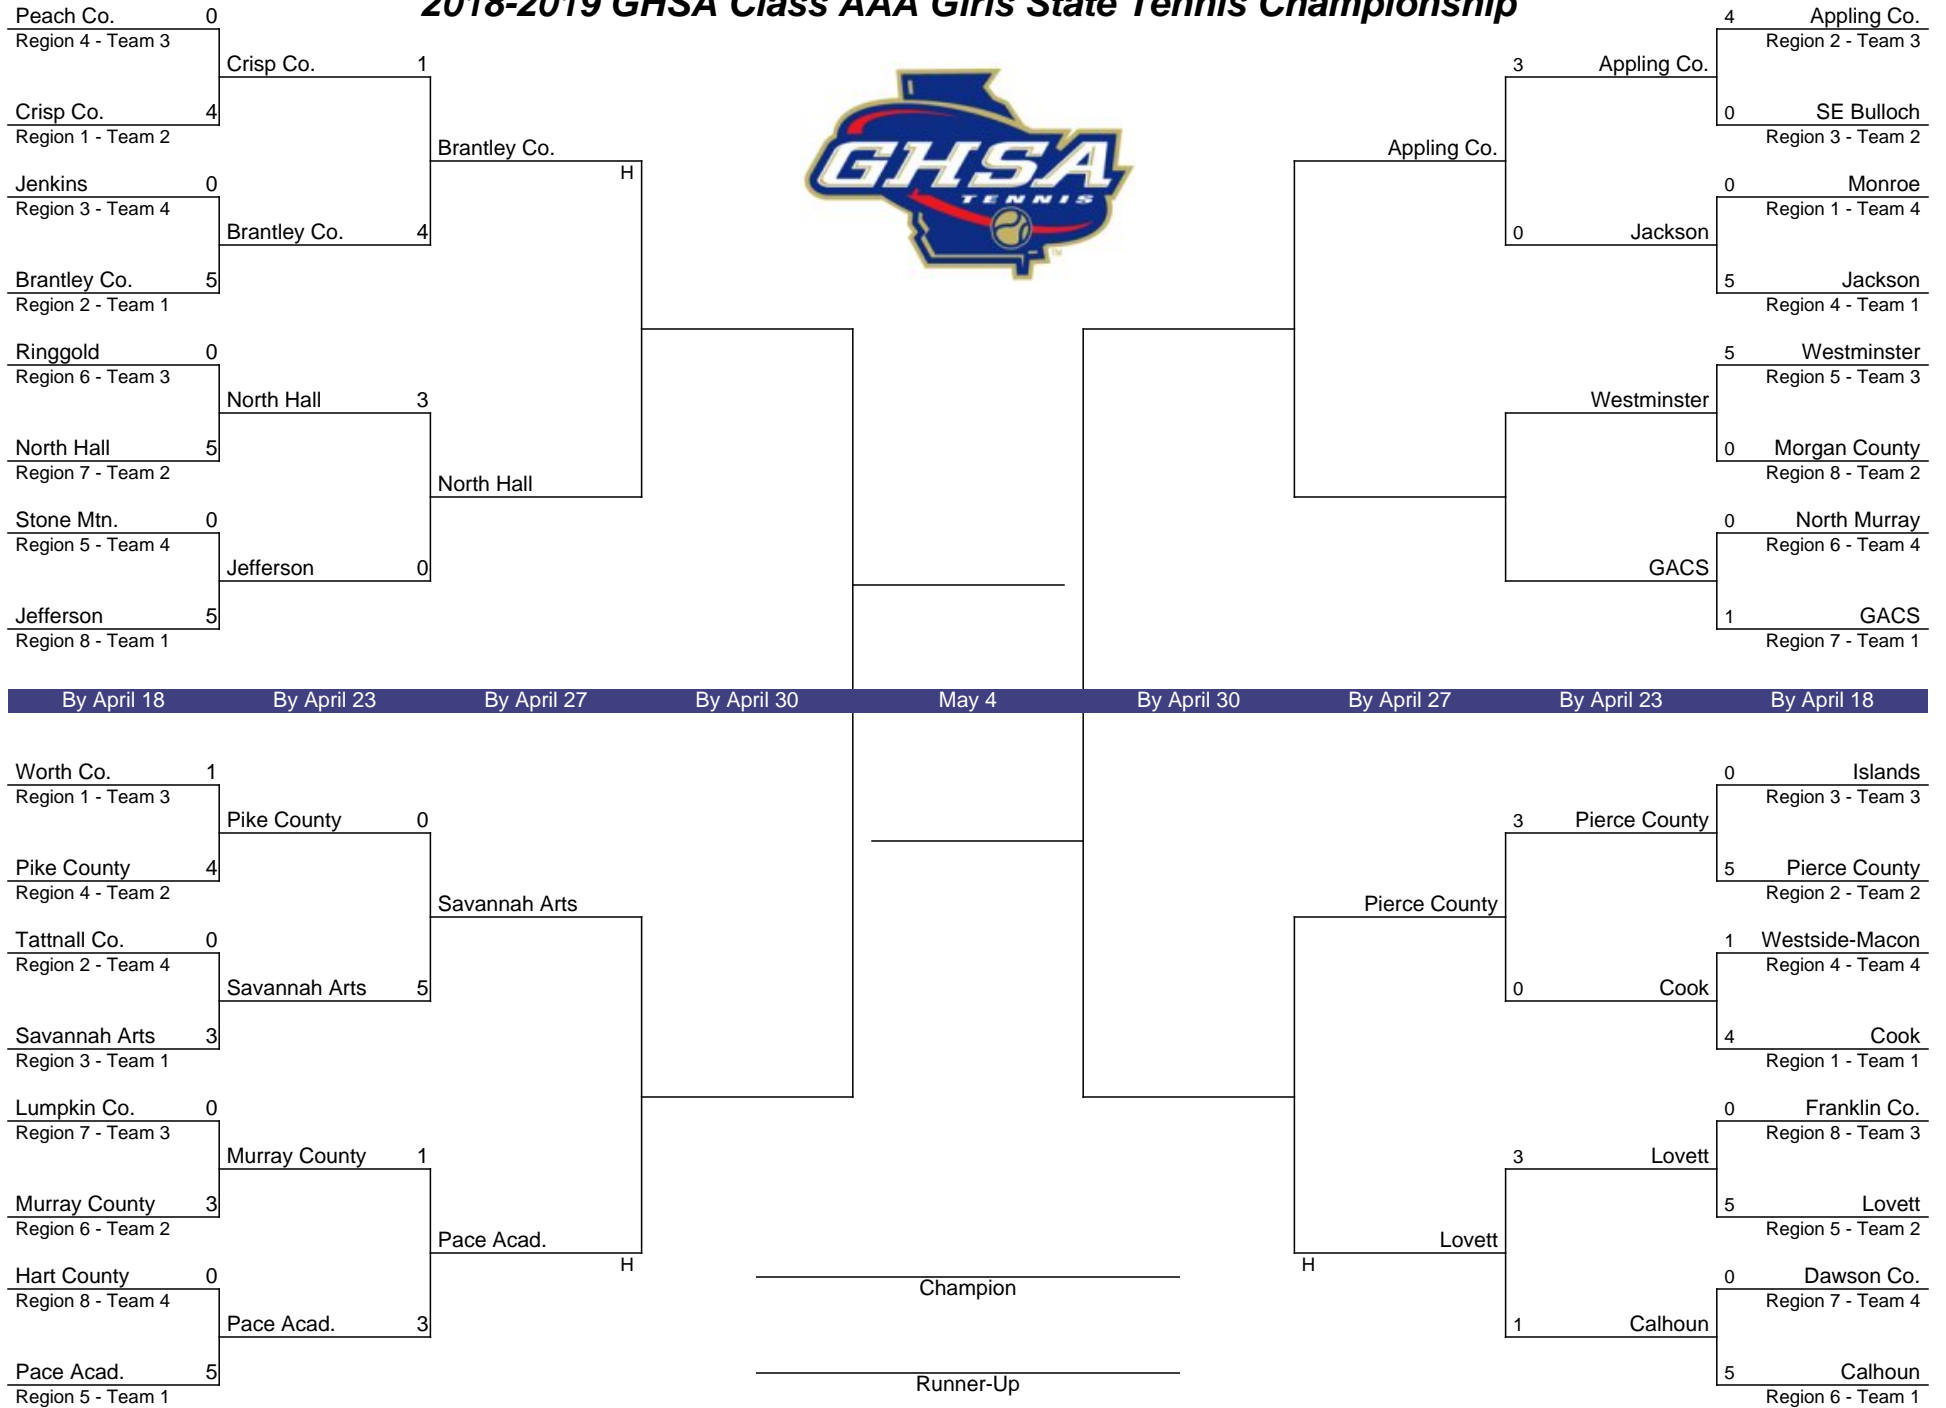 2018-2019 GHSA Class AAA Girls State Tennis Championship
GHSA
TENNIS
TM
Peach Co. 0
Region 4 - Team 3
Crisp Co. 1
Crisp Co. 4
Region 1 - Team 2
Brantley Co.
H
Jenkins 0
Region 3 - Team 4
Brantley Co. 4
Brantley Co. 5
Region 2 - Team 1
Ringgold 0
Region 6 - Team 3
North Hall 3
North Hall 5
Region 7 - Team 2
North Hall
Stone Mtn. 0
Region 5 - Team 4
Jefferson 0
Jefferson 5
Region 8 - Team 1
4 Appling Co.
Region 2 - Team 3
3 Appling Co.
0 SE Bulloch
Region 3 - Team 2
Appling Co.
0 Monroe
Region 1 - Team 4
0 Jackson
5 Jackson
Region 4 - Team 1
5 Westminster
Region 5 - Team 3
Westminster
0 Morgan County
Region 8 - Team 2
0 North Murray
Region 6 - Team 4
GACS
1 GACS
Region 7 - Team 1
By April 18 By April 23 By April 27 By April 30 May 4 By April 30 By April 27 By April 23 By April 18
Worth Co. 1
Region 1 - Team 3
Pike County 0
Pike County 4
Region 4 - Team 2
Savannah Arts
Tattnall Co. 0
Region 2 - Team 4
Savannah Arts 5
Savannah Arts 3
Region 3 - Team 1
Lumpkin Co. 0
Region 7 - Team 3
Murray County 1
Murray County 3
Region 6 - Team 2
Pace Acad.
H
Hart County 0
Region 8 - Team 4
Pace Acad. 3
Pace Acad. 5
Region 5 - Team 1
Champion
Runner-Up
0 Islands
Region 3 - Team 3
3 Pierce County
5 Pierce County
Region 2 - Team 2
Pierce County
1 Westside-Macon
Region 4 - Team 4
0 Cook
4 Cook
Region 1 - Team 1
0 Franklin Co.
Region 8 - Team 3
3 Lovett
5 Lovett
Region 5 - Team 2
Lovett
H
0 Dawson Co.
Region 7 - Team 4
1 Calhoun
5 Calhoun
Region 6 - Team 1